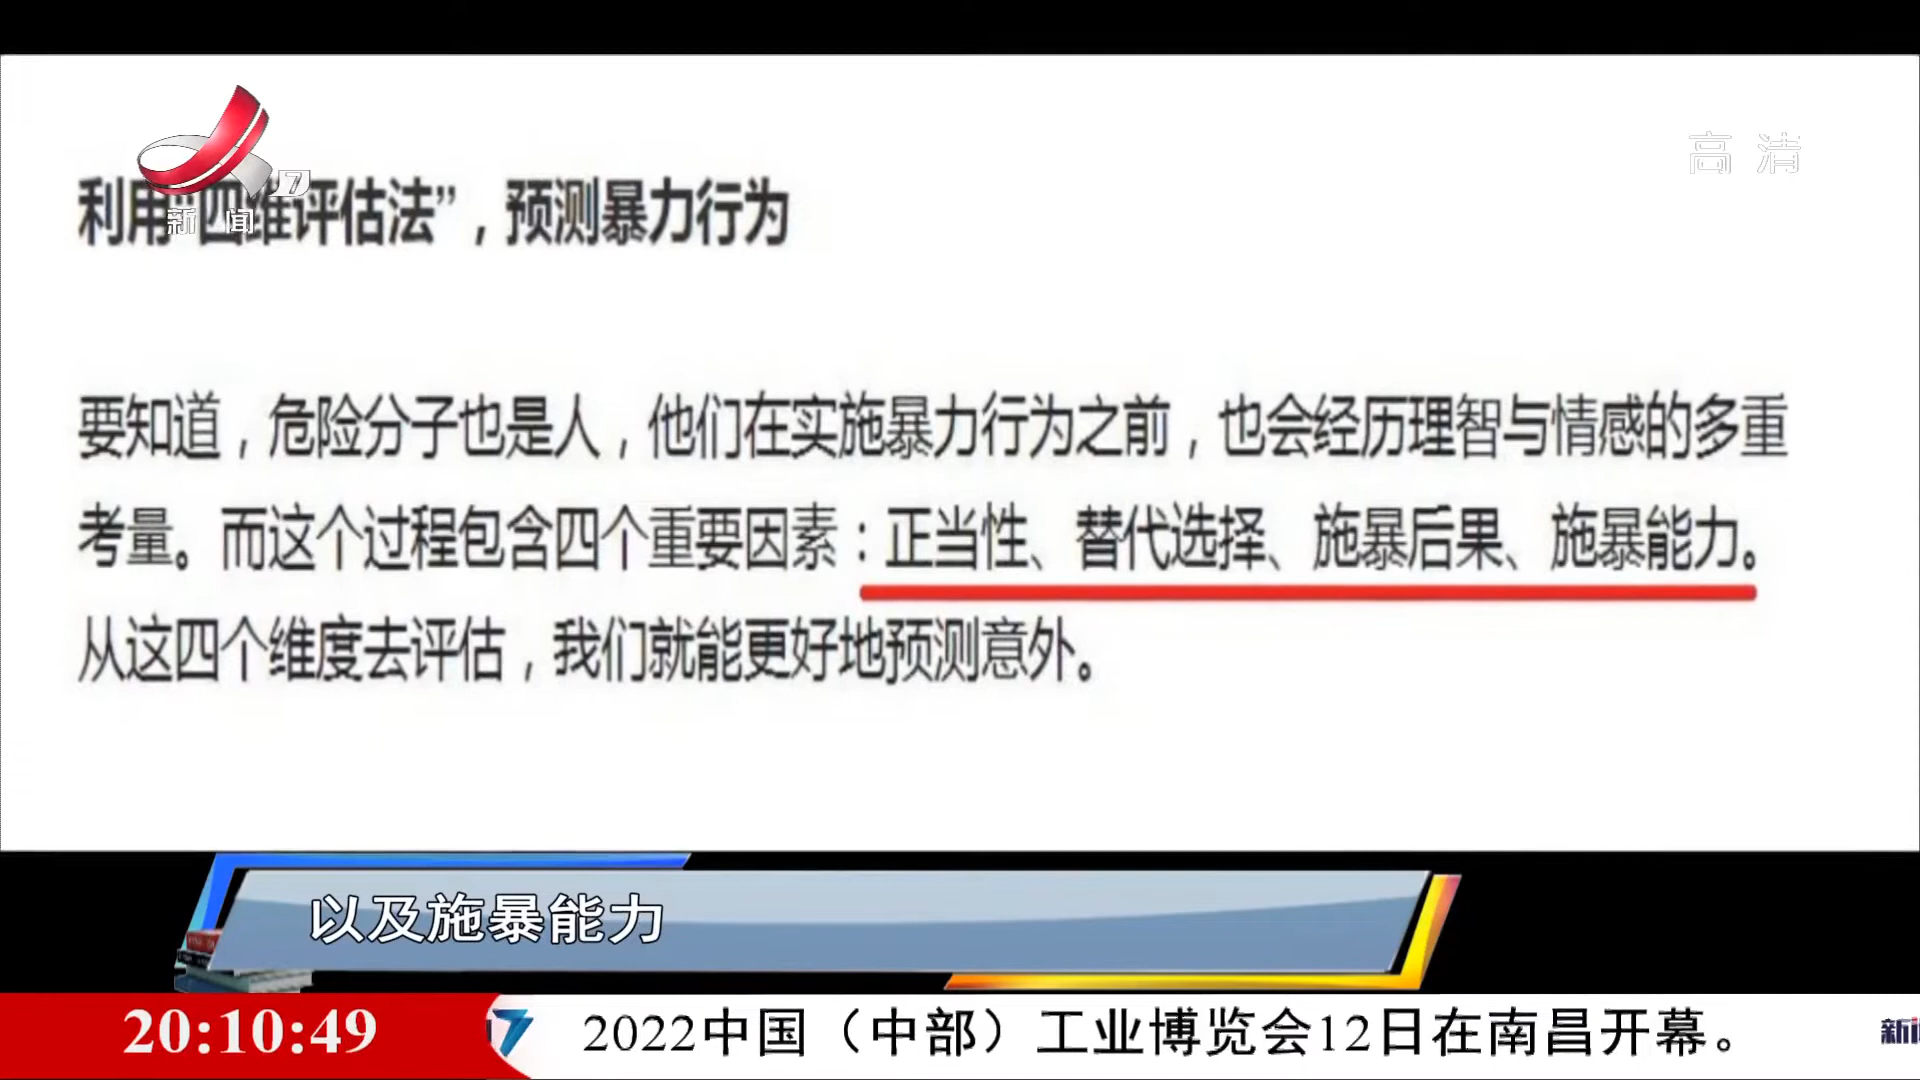 高清
7
新闻
利用“四维评估法”，预测暴力行为
要知道，危险分子也是人，他们在实施暴力行为之前，也会经历理智与情感的多重
考量。而这个过程包含四个重要因素：正当性、替代选择、施暴后果、施暴能力。
从这四个维度去评估，我们就能更好地预测意外。
以及施暴能力
20:10:49
7
2022中国（中部）工业博览会12日在南昌开幕。
新